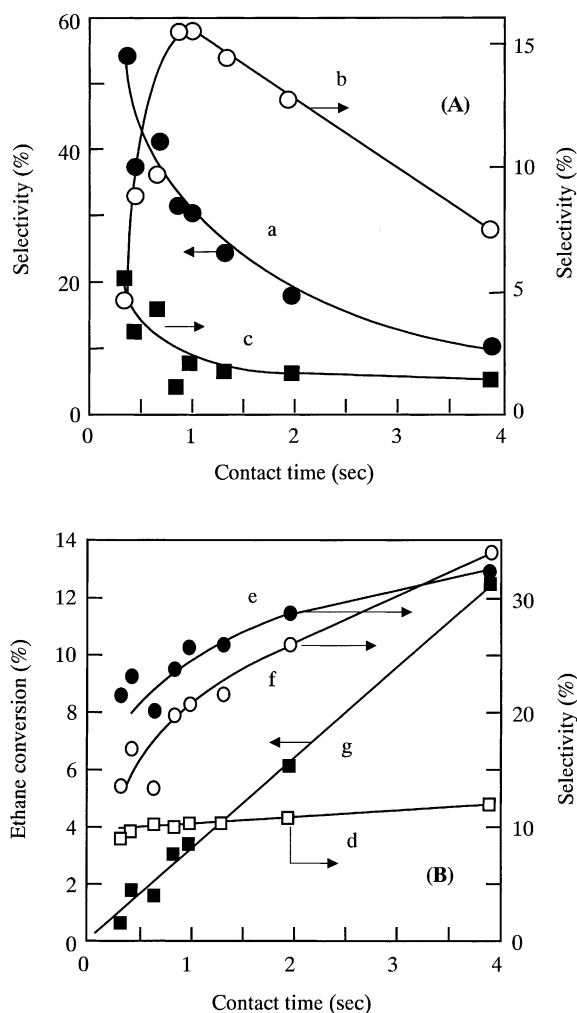 60
40
20
0
Selectivity (%)
15
10
5
0
Selectivity (%)
b
(A)
a
c
0
1
2
3
4
Contact time (sec)
14
12
10
8
6
4
2
0
Ethane conversion (%)
30
20
10
0
Selectivity (%)
e
f
g
d
(B)
0
1
2
3
4
Contact time (sec)